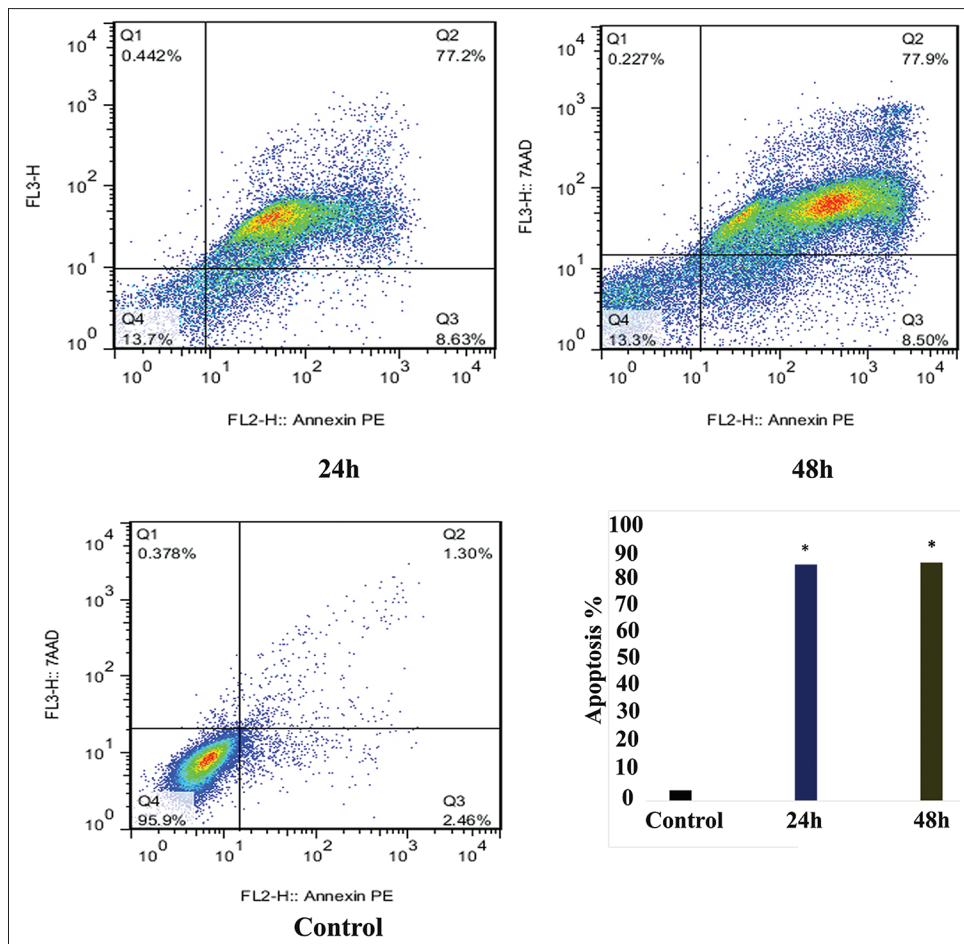 Q1
0.442%
Q2
77.2%
Q4
13.7%
Q3
8.63%
10^4
10^3
10^2
10^1
10^0
FL3-H
10^0 10^1 10^2 10^3 10^4
FL2-H:: Annexin PE
24h
Q1
0.227%
Q2
77.9%
Q4
13.3%
Q3
8.50%
10^4
10^3
10^2
10^1
10^0
FL3-H:: 7AAD
10^0 10^1 10^2 10^3 10^4
FL2-H:: Annexin PE
48h
Q1
0.378%
Q2
1.30%
Q4
95.9%
Q3
2.46%
10^4
10^3
10^2
10^1
10^0
FL3-H:: 7AAD
10^0 10^1 10^2 10^3 10^4
FL2-H:: Annexin PE
Control
Apoptosis %
100
90
80
70
60
50
40
30
20
10
0
* *
Control 24h 48h